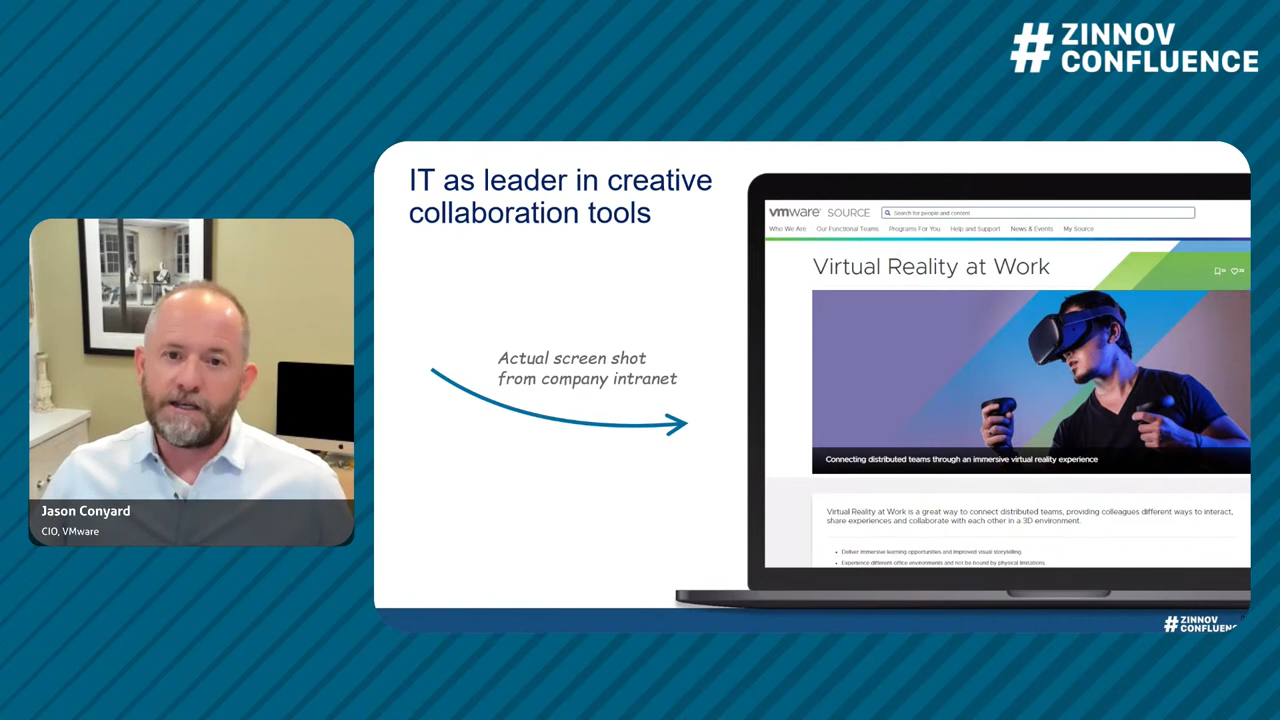 # ZINNOV
CONFLUENCE
IT as leader in creative
collaboration tools
Actual screen shot
from company intranet
vmware SOURCE
Search for people and content
Who We Are Our Functional Teams Programs For You Help and Support News & Events My Source
Virtual Reality at Work
Connecting distributed teams through an immersive virtual reality experience
Virtual Reality at Work is a great way to connect distributed teams, providing colleagues different ways to interact,
share experiences and collaborate with each other in a 3D environment.
• Deliver immersive learning opportunities and improved visual storytelling.
• Experience different office environments and not be bound by physical limitations.
Jason Conyard
CIO, VMware
# ZINNOV
CONFLUENC